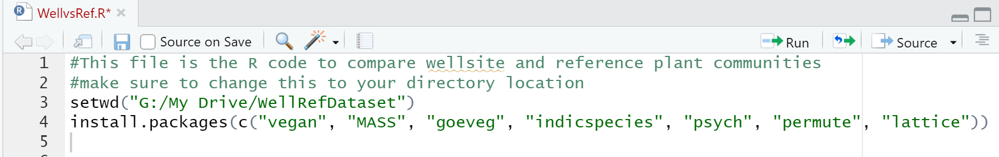 WellvsRef.R*
Source on Save
Run
Source
1 #This file is the R code to compare wellsite and reference plant communities
2 #make sure to change this to your directory location
3 setwd("G:/My Drive/WellRefDataset")
4 install.packages(c("vegan", "MASS", "goeveg", "indicspecies", "psych", "permute", "lattice"))
5